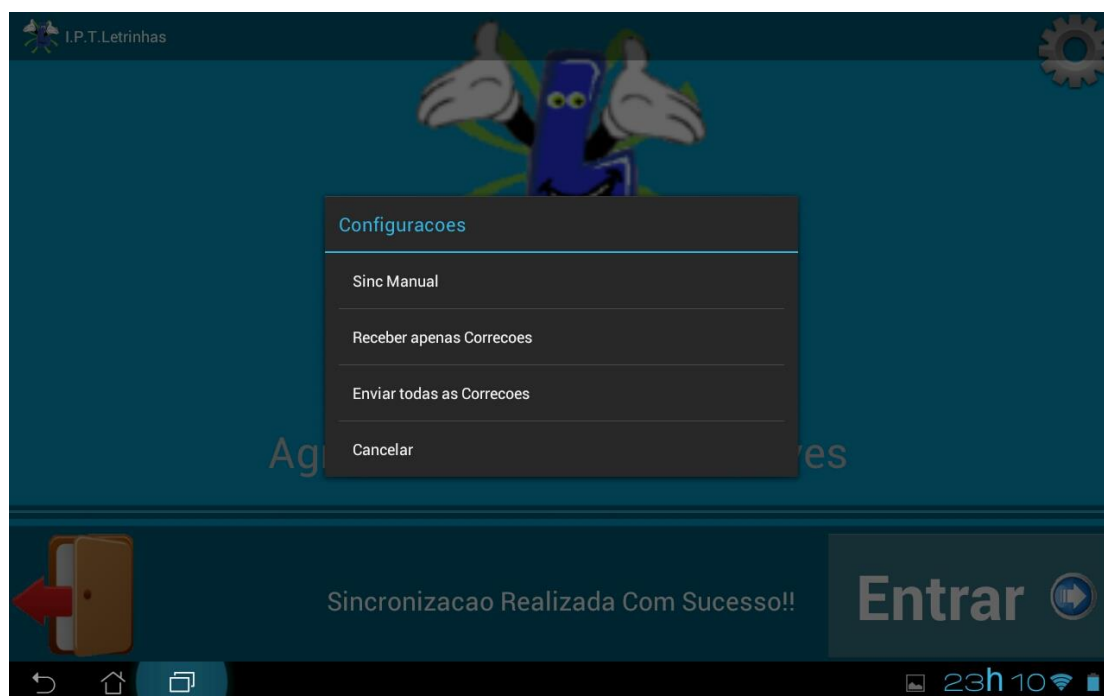 I.P.T.Letrinhas
Configuracoes
Sinc Manual
Receber apenas Correcoes
Enviar todas as Correcoes
Cancelar
Sincronizacao Realizada Com Sucesso!!
Entrar
23h10